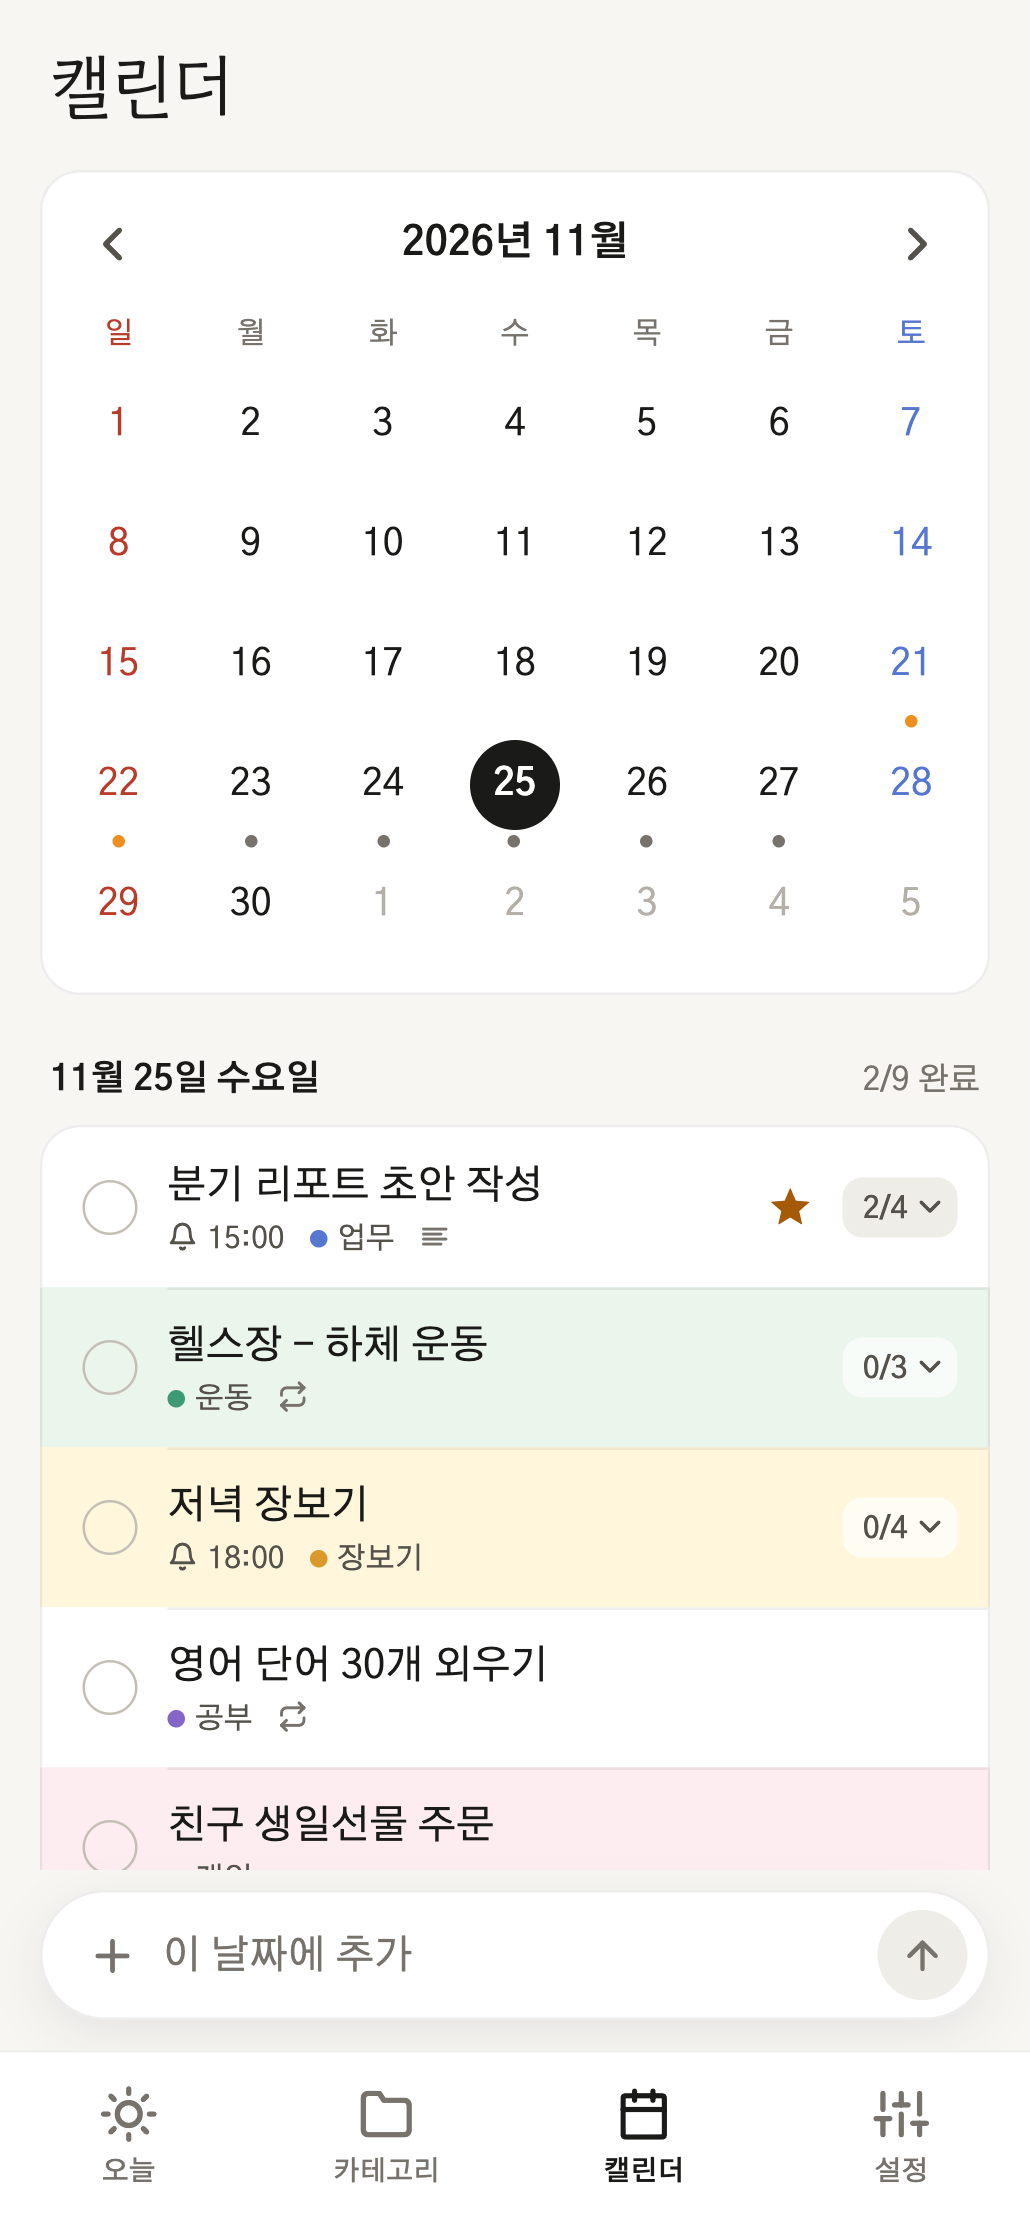 캘린더
2026년 11월
일 월 화 수 목 금 토
1 2 3 4 5 6 7
8 9 10 11 12 13 14
15 16 17 18 19 20 21
22 23 24 25 26 27 28
29 30 1 2 3 4 5
11월 25일 수요일 2/9 완료
분기 리포트 초안 작성
15:00 업무
2/4
헬스장 – 하체 운동
운동
0/3
저녁 장보기
18:00 장보기
0/4
영어 단어 30개 외우기
공부
친구 생일선물 주문
이 날짜에 추가
오늘 카테고리 캘린더 설정